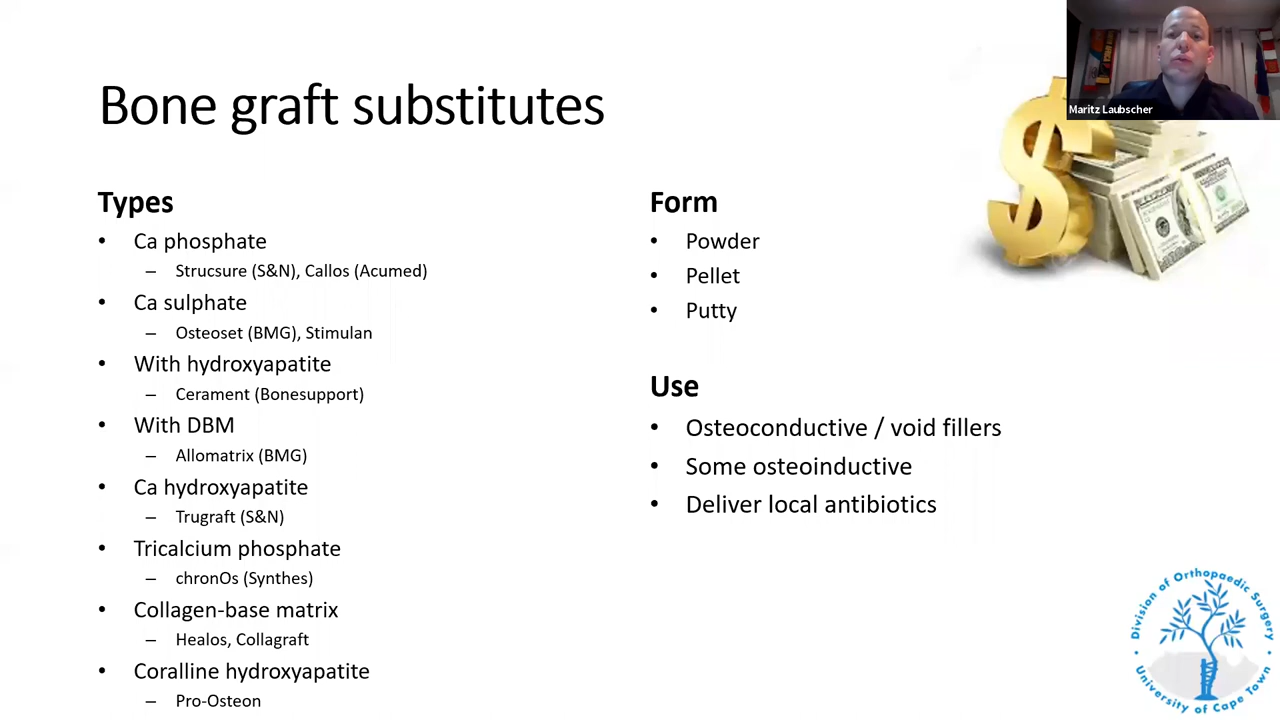 Bone graft substitutes
Maritz Laubscher
Types
• Ca phosphate
– Strucsure (S&N), Callos (Acumed)
• Ca sulphate
– Osteoset (BMG), Stimulan
• With hydroxyapatite
– Cerament (Bonesupport)
• With DBM
– Allomatrix (BMG)
• Ca hydroxyapatite
– Trugraft (S&N)
• Tricalcium phosphate
– chronOs (Synthes)
• Collagen-base matrix
– Healos, Collagraft
• Coralline hydroxyapatite
– Pro-Osteon
Form
• Powder
• Pellet
• Putty
Use
• Osteoconductive / void fillers
• Some osteoinductive
• Deliver local antibiotics
Division of Orthopaedic Surgery
• University of Cape Town •